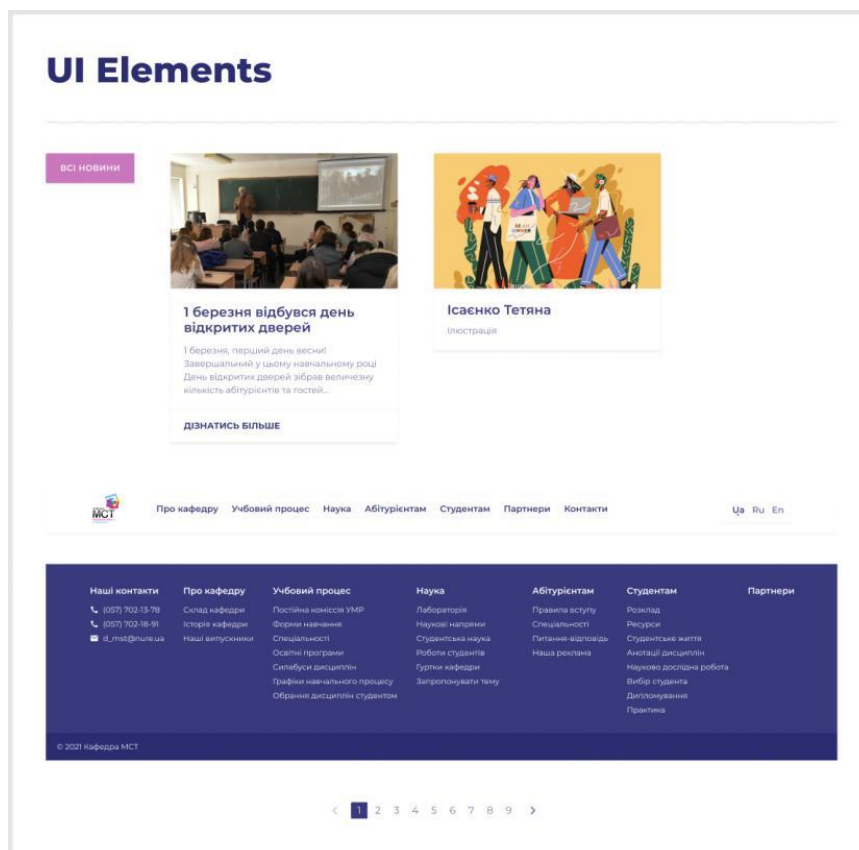 UI Elements
ВСІ НОВИНИ
1 березня відбувся день
відкритих дверей
1 березня, перший день весни!
Завершальний у цьому навчальному році
День відкритих дверей зібрав величезну
кількість абітурієнтів та гостей...
ДІЗНАТИСЬ БІЛЬШЕ
Ісаєнко Тетяна
Ілюстрація
МСТ
Про кафедру Учбовий процес Наука Абітурієнтам Студентам Партнери Контакти
Ua Ru En
Наші контакти
(057) 702-13-78
(057) 702-18-91
d_mst@nure.ua
Про кафедру
Склад кафедри
Історія кафедри
Наші випускники
Учбовий процес
Постійна комісія УМР
Форми навчання
Спеціальності
Освітні програми
Силабуси дисциплін
Графіки навчального процесу
Обрання дисциплін студентом
Наука
Лабораторія
Наукові напрями
Студентська наука
Роботи студентів
Гуртки кафедри
Запропонувати тему
Абітурієнтам
Правила вступу
Спеціальності
Питання-відповідь
Наша реклама
Студентам
Розклад
Ресурси
Студентське життя
Анотації дисциплін
Науково дослідна робота
Вибір студента
Дипломування
Практика
Партнери
© 2021 Кафедра МСТ
< 1 2 3 4 5 6 7 8 9 >